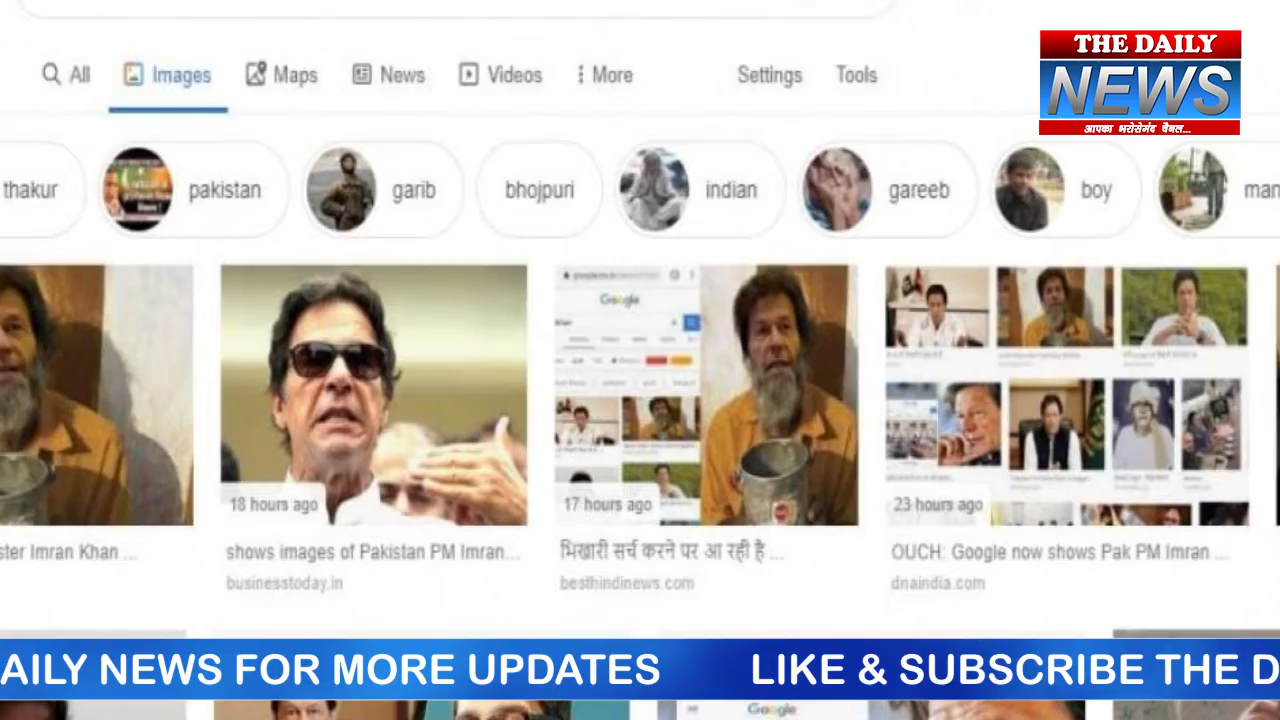 All
Images
Maps
News
Videos
More
Settings
Tools
THE DAILY
NEWS
आपका भरोसेमंद चैनल...
thakur
pakistan
garib
bhojpuri
indian
gareeb
boy
man
Google
18 hours ago
17 hours ago
23 hours ago
ster Imran Khan ...
shows images of Pakistan PM Imran...
भिखारी सर्च करने पर आ रही है ...
OUCH: Google now shows Pak PM Imran ...
businesstoday.in
besthindinews.com
dnaindia.com
AILY NEWS FOR MORE UPDATES
LIKE & SUBSCRIBE THE D
Google